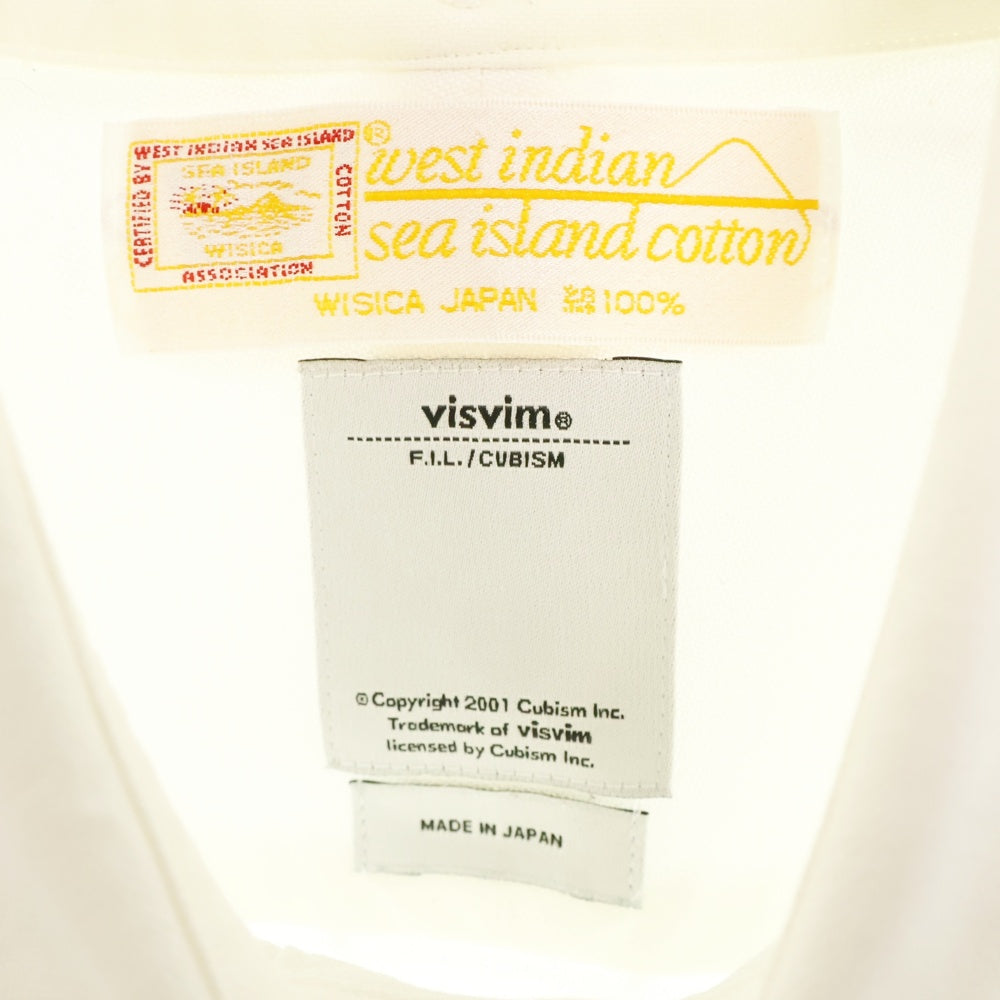 WEST INDIAN SEA ISLAND
CERTIFIED BY
COTTON
ASSOCIATION
SEA ISLAND
WISICA
® west indian
sea island cotton
WISICA JAPAN 綿100%
visvim®
F.I.L./CUBISM
©Copyright 2001 Cubism Inc.
Trademark of visvim
licensed by Cubism Inc.
MADE IN JAPAN